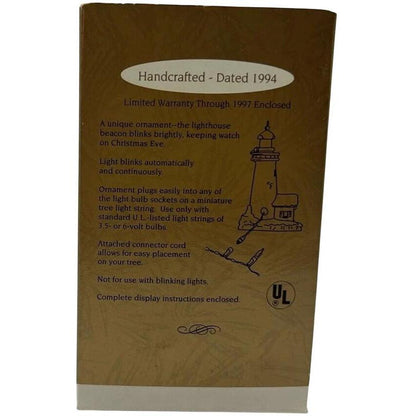 Handcrafted - Dated 1994
Limited Warranty Through 1997 Enclosed
A unique ornament--the lighthouse
beacon blinks brightly, keeping watch
on Christmas Eve.
Light blinks automatically
and continuously.
Ornament plugs easily into any of
the light bulb sockets on a miniature
tree light string. Use only with
standard U.L.-listed light strings of
3.5- or 6-volt bulbs.
Attached connector cord
allows for easy placement
on your tree.
Not for use with blinking lights.
Complete display instructions enclosed.
UL